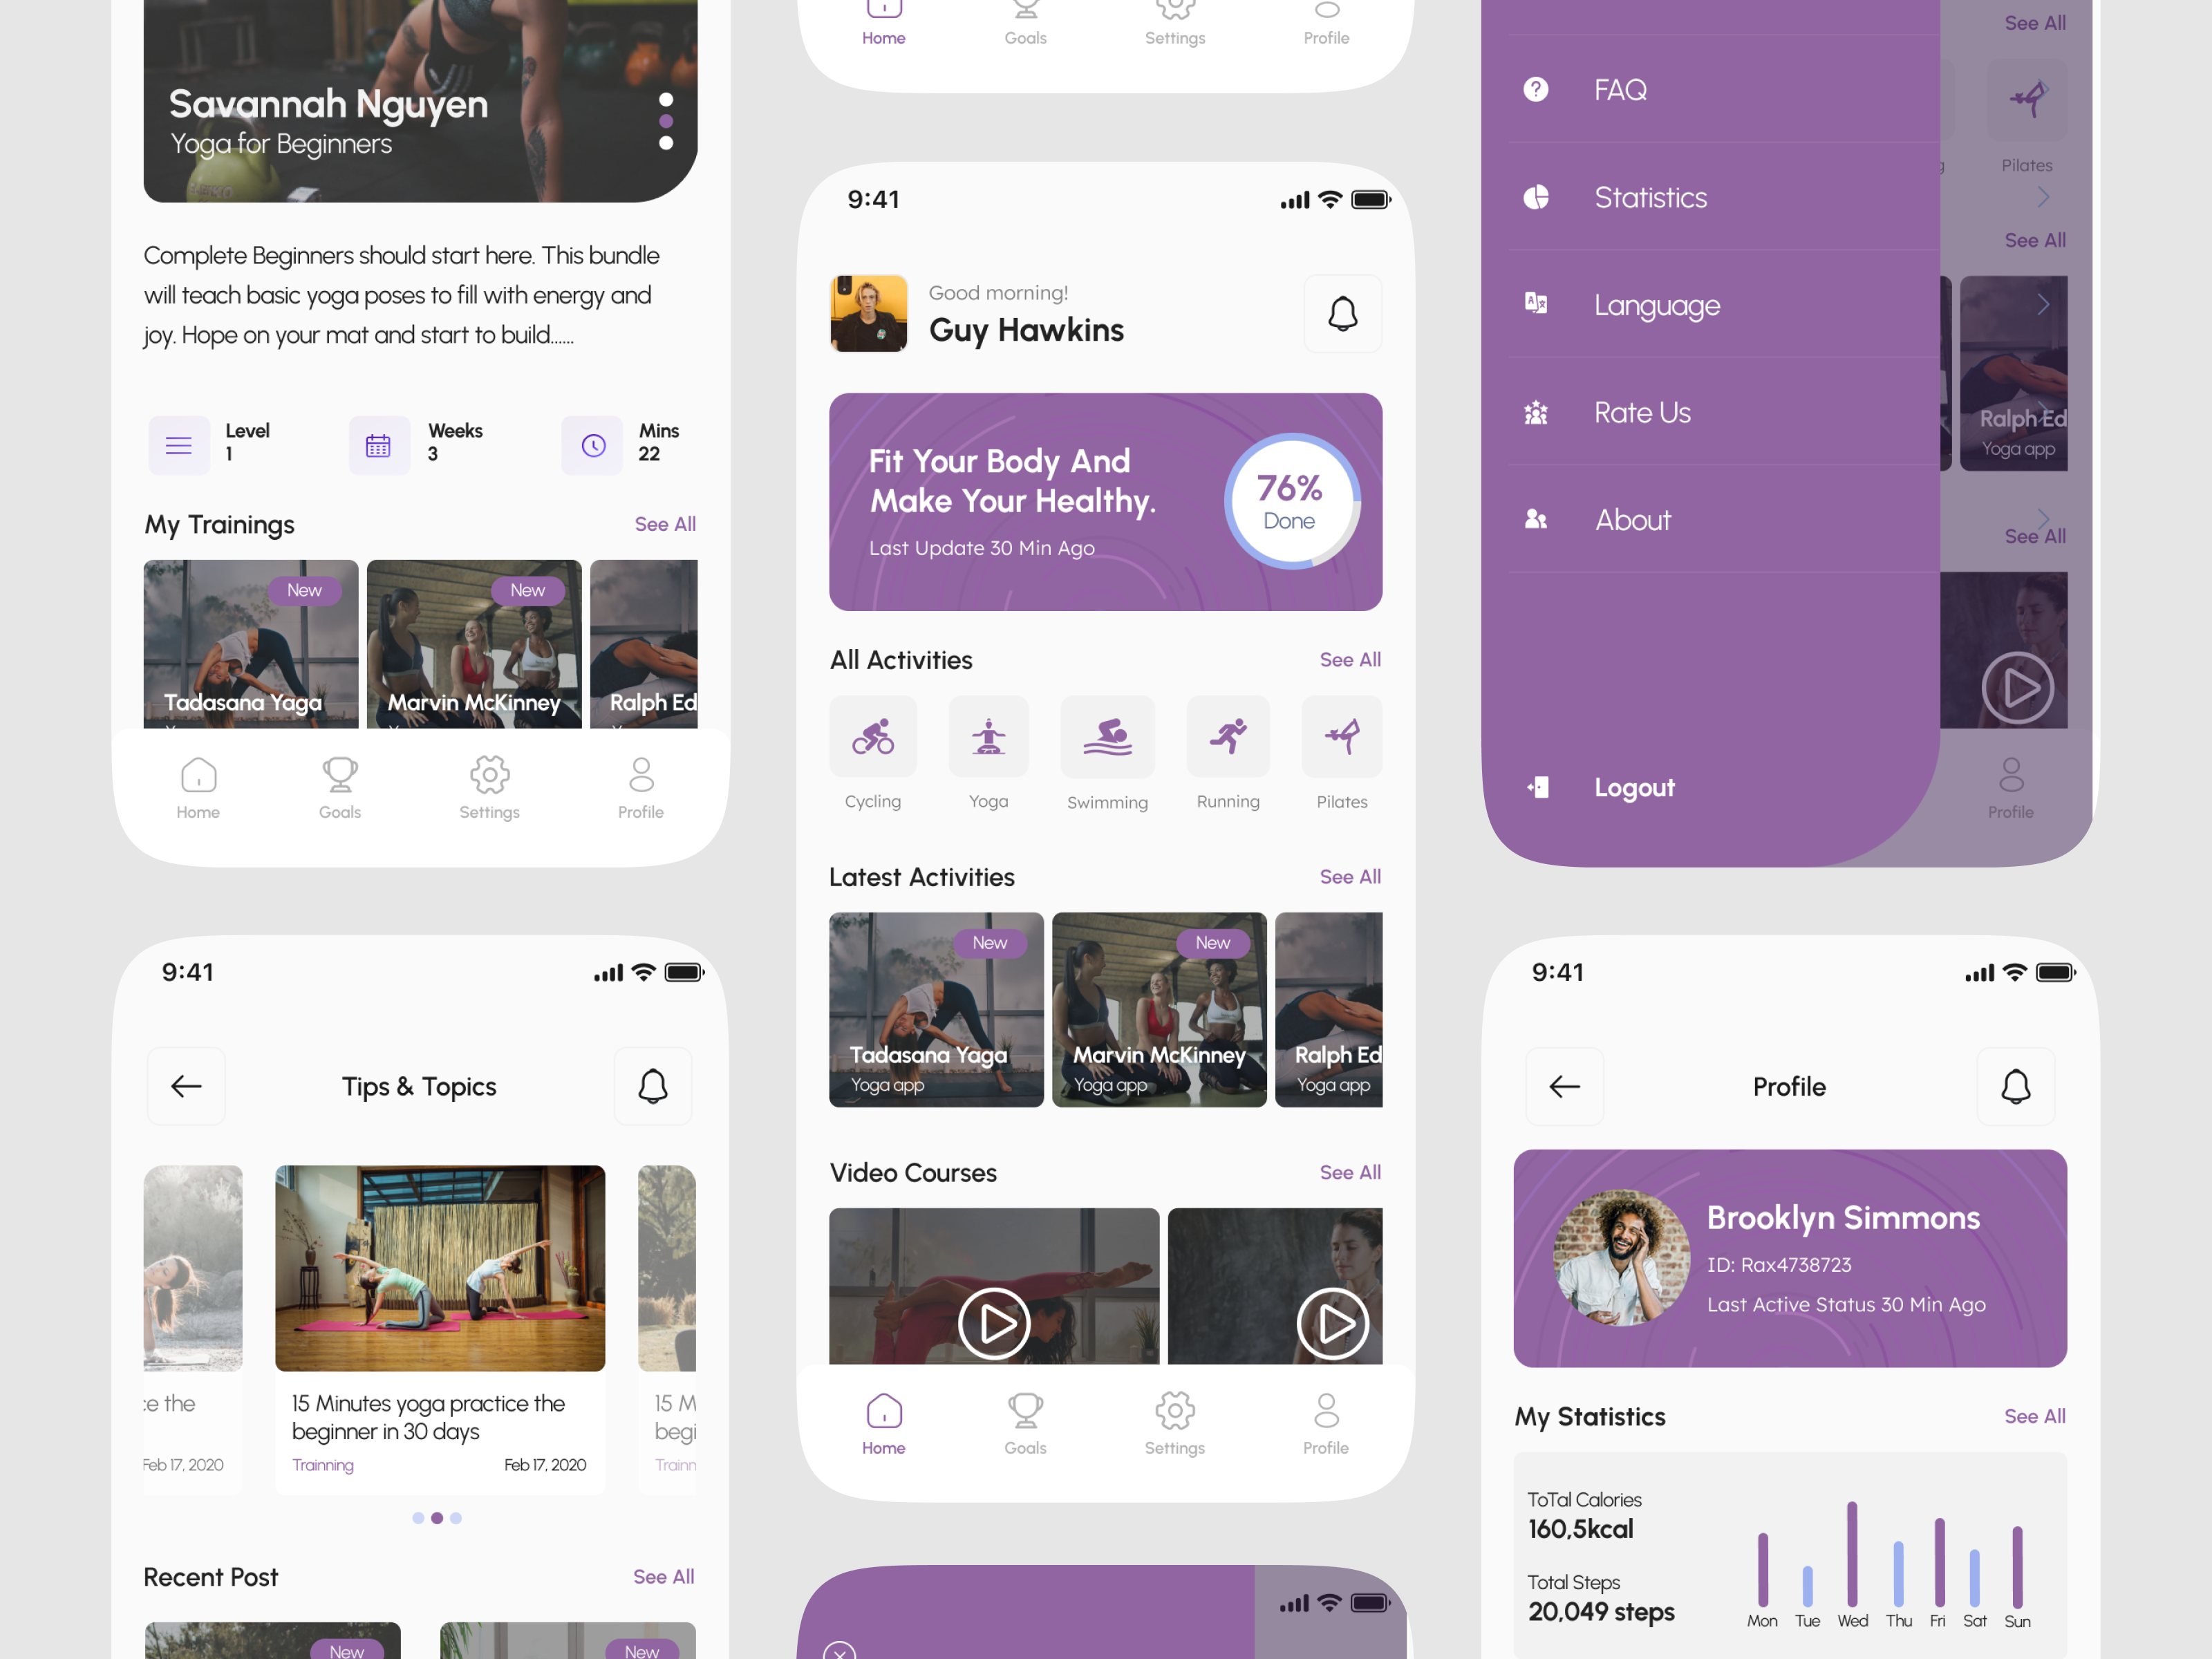 Savannah Nguyen
Yoga for Beginners
Complete Beginners should start here. This bundle
will teach basic yoga poses to fill with energy and
joy. Hope on your mat and start to build......
Level
1
Weeks
3
Mins
22
My Trainings
See All
New
New
Tadasana Yaga
Marvin McKinney
Ralph Ed
Home
Goals
Settings
Profile
9:41
Tips & Topics
ce the
Feb 17, 2020
15 Minutes yoga practice the
beginner in 30 days
Trainning
Feb 17, 2020
15 M
begi
Trainn
Recent Post
See All
New
New
Home
Goals
Settings
Profile
9:41
Good morning!
Guy Hawkins
Fit Your Body And
Make Your Healthy.
Last Update 30 Min Ago
76%
Done
All Activities
See All
Cycling
Yoga
Swimming
Running
Pilates
Latest Activities
See All
New
New
Tadasana Yaga
Yoga app
Marvin McKinney
Yoga app
Ralph Ed
Yoga app
Video Courses
See All
Home
Goals
Settings
Profile
See All
FAQ
Pilates
Statistics
See All
Language
Rate Us
Ralph Ed
Yoga app
About
See All
Logout
Profile
9:41
Profile
Brooklyn Simmons
ID: Rax4738723
Last Active Status 30 Min Ago
My Statistics
See All
ToTal Calories
160,5kcal
Total Steps
20,049 steps
Mon
Tue
Wed
Thu
Fri
Sat
Sun